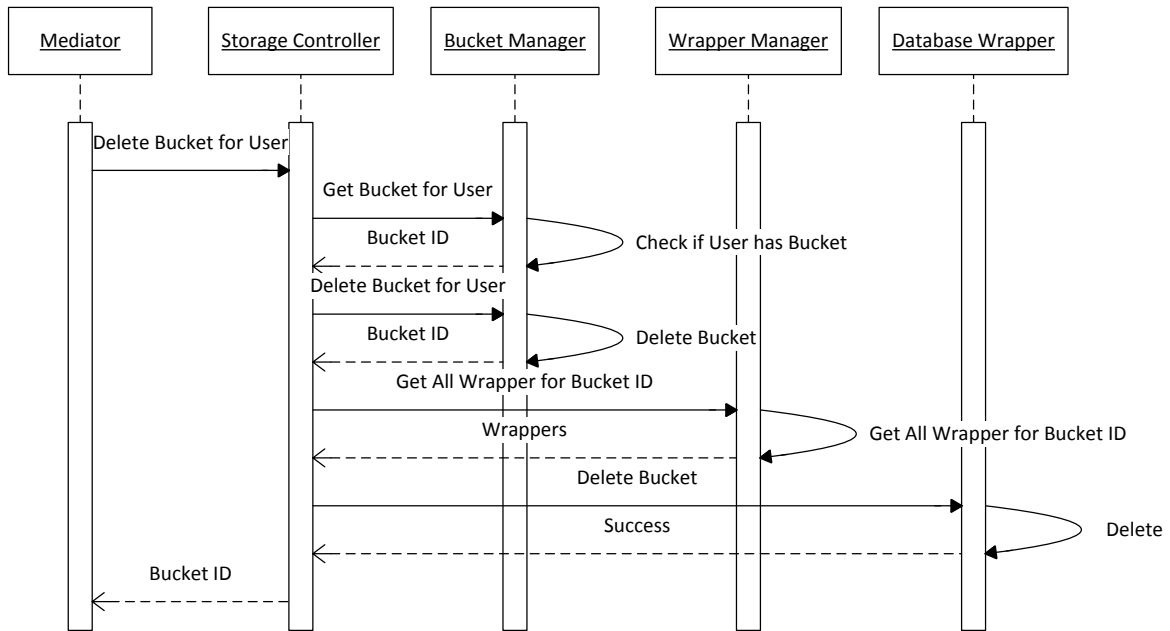 Mediator
Storage Controller
Bucket Manager
Wrapper Manager
Database Wrapper
Delete Bucket for User
Get Bucket for User
Check if User has Bucket
Bucket ID
Delete Bucket for User
Delete Bucket
Bucket ID
Get All Wrapper for Bucket ID
Get All Wrapper for Bucket ID
Wrappers
Delete Bucket
Success
Delete
Bucket ID